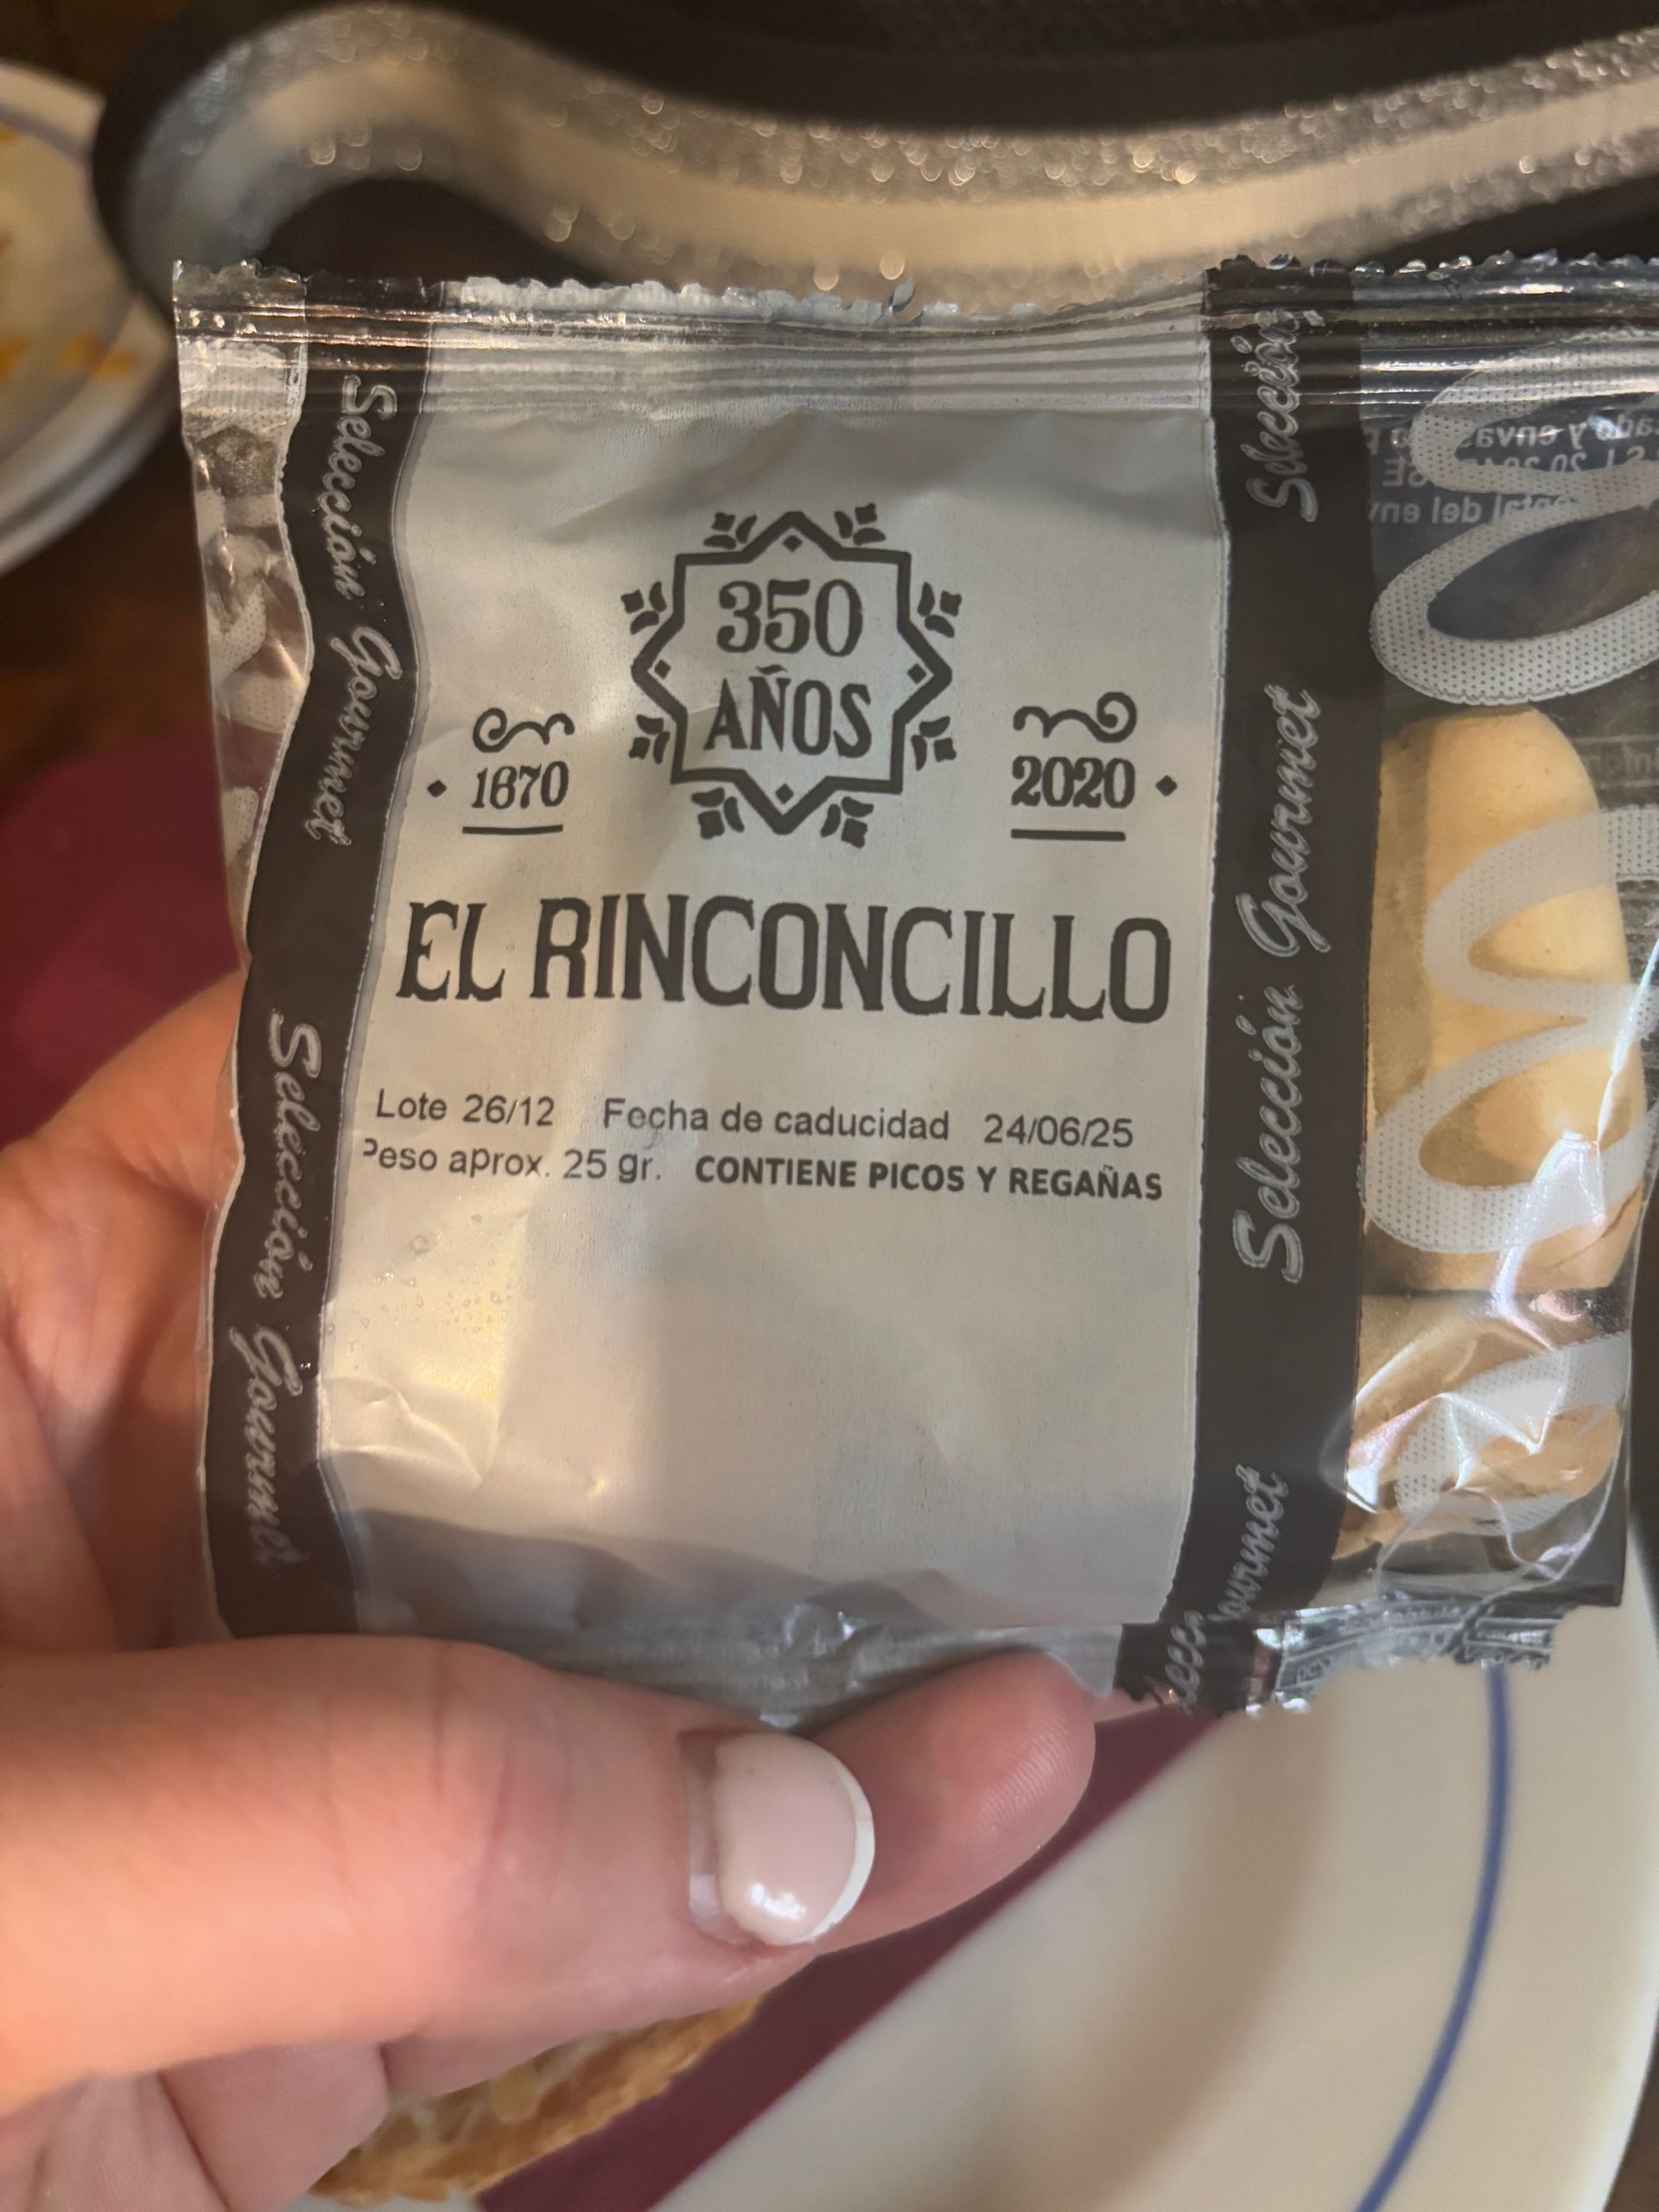 350
AÑOS
1670
2020
EL RINCONCILLO
Lote 26/12 Fecha de caducidad 24/06/25
Peso aprox. 25 gr. CONTIENE PICOS Y REGAÑAS
Selección Gourmet
Selección Gourmet
Selección
Selección Gourmet